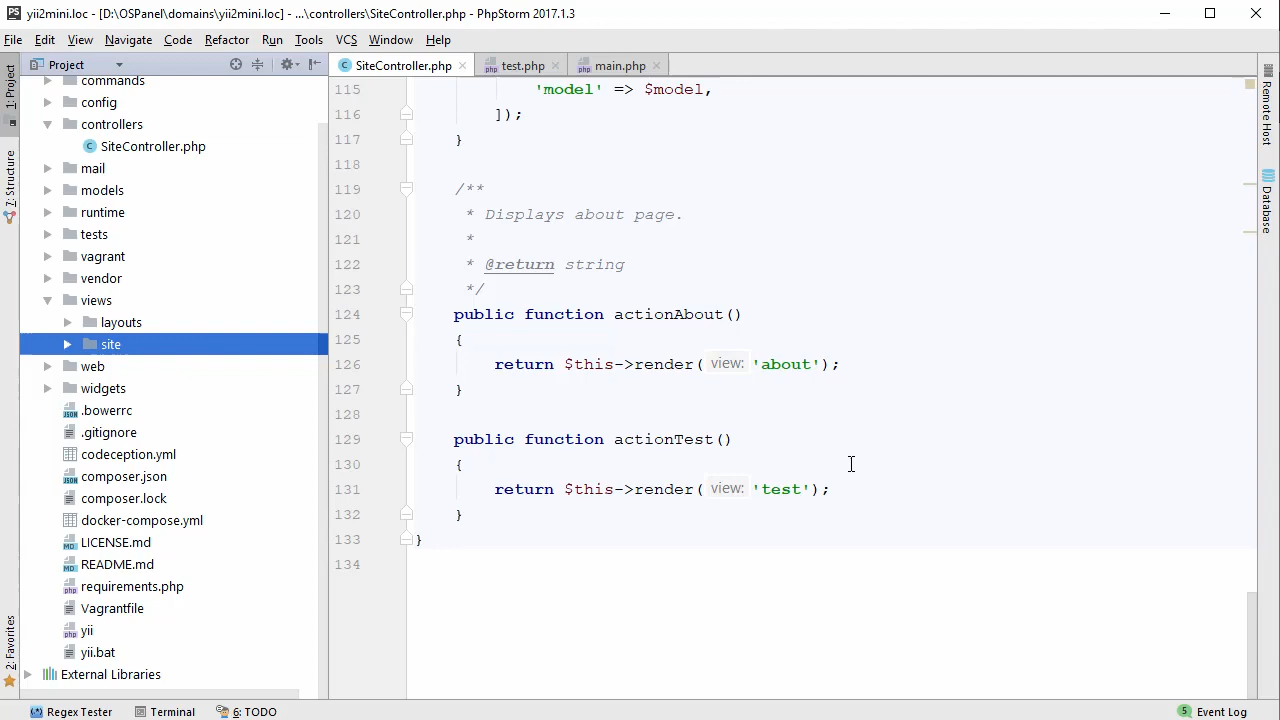 yii2mini.loc - [D:\OSPanel\domains\yii2mini.loc] - ...\controllers\SiteController.php - PhpStorm 2017.1.3
File Edit View Navigate Code Refactor Run Tools VCS Window Help
Project
SiteController.php
test.php
main.php
1: Project
7: Structure
2: Favorites
commands
config
controllers
SiteController.php
mail
models
runtime
tests
vagrant
vendor
views
layouts
site
web
widgets
.bowerrc
.gitignore
codeception.yml
composer.json
composer.lock
docker-compose.yml
LICENSE.md
README.md
requirements.php
Vagrantfile
yii
yii.bat
External Libraries
115 'model' => $model,
116 ]);
117 }
118
119 /**
120 * Displays about page.
121 *
122 * @return string
123 */
124 public function actionAbout()
125 {
126 return $this->render( view: 'about');
127 }
128
129 public function actionTest()
130 {
131 return $this->render( view: 'test');
132 }
133 }
134
Remote Host
Database
Regex Tester
Terminal
6: TODO
5 Event Log